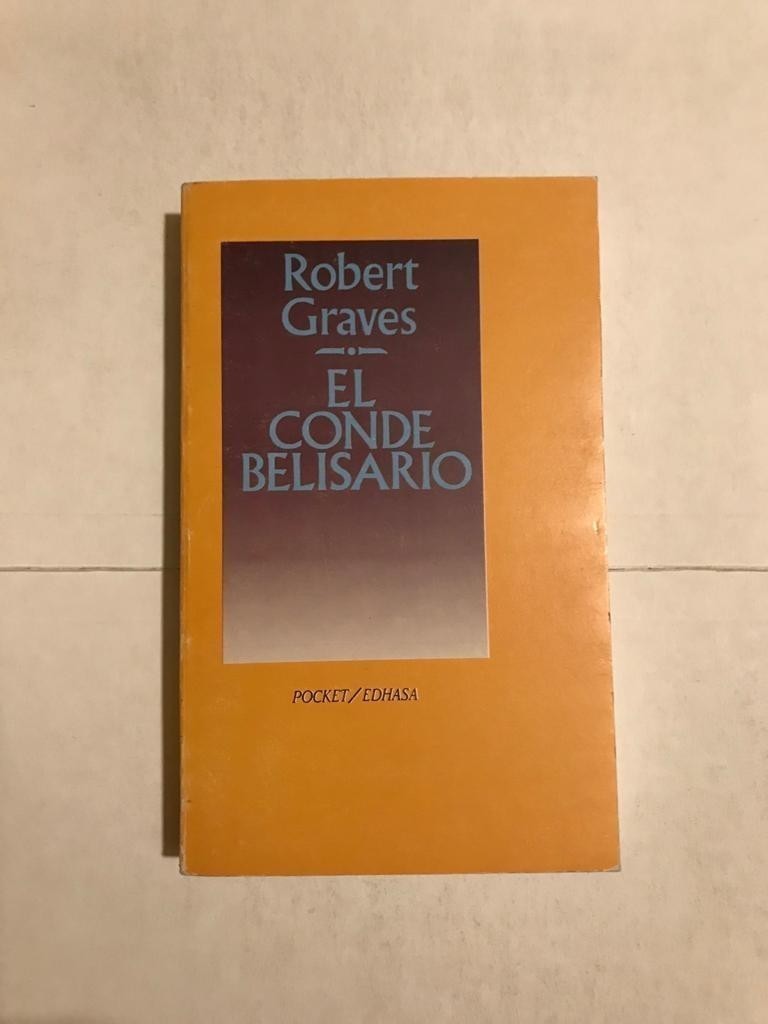 Robert
Graves
EL
CONDE
BELISARIO
POCKET/EDHASA